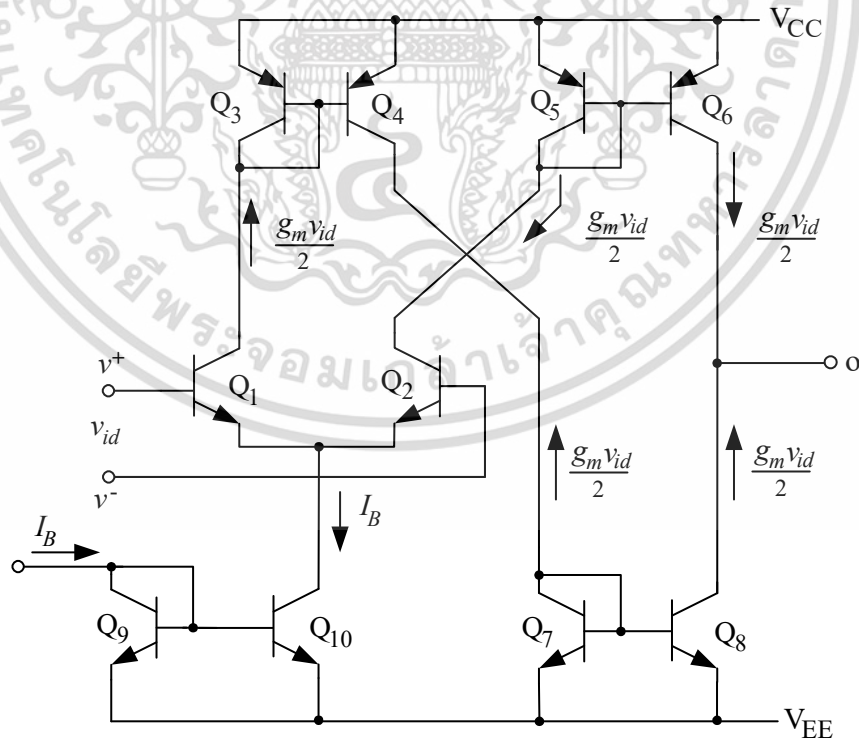 V_CC
Q_3
Q_4
Q_5
Q_6
g_m v_id / 2
g_m v_id / 2
g_m v_id / 2
v^+
Q_1
Q_2
o
v_id
g_m v_id / 2
g_m v_id / 2
v^-
I_B
I_B
Q_9
Q_10
Q_7
Q_8
V_EE